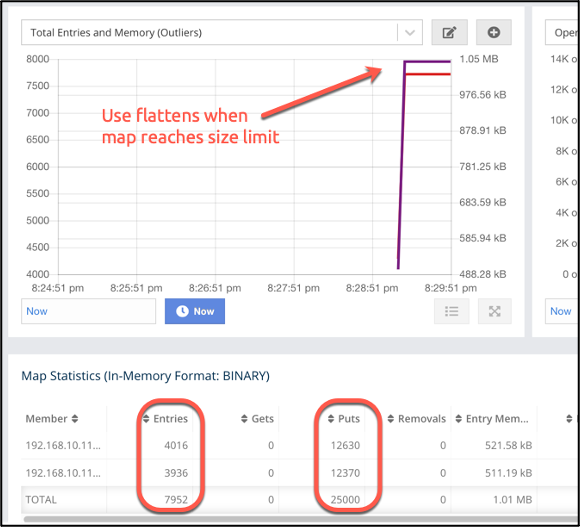 Total Entries and Memory (Outliers)
Oper
8000
7500
7000
6500
6000
5500
5000
4500
4000
1.05 MB
976.56 kB
878.91 kB
781.25 kB
683.59 kB
585.94 kB
488.28 kB
Use flattens when
map reaches size limit
8:24:51 pm 8:25:51 pm 8:26:51 pm 8:27:51 pm 8:28:51 pm 8:29:51 pm
14K o
12K o
10K o
8K o
6K o
4K o
2K o
0 o
Now
Now
Now
Map Statistics (In-Memory Format: BINARY)
Member Entries Gets Puts Removals Entry Mem...
192.168.10.11... 4016 0 12630 0 521.58 kB
192.168.10.11... 3936 0 12370 0 511.19 kB
TOTAL 7952 0 25000 0 1.01 MB